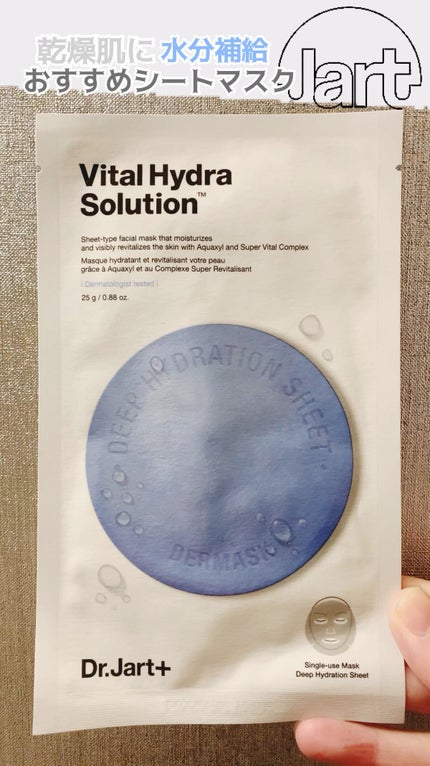 乾燥肌に 水分補給
おすすめシートマスク
Jart
Vital Hydra
Solution™
Sheet-type facial mask that moisturizes
and visibly revitalizes the skin with Aquaxyl and Super Vital Complex
Masque hydratant et revitalisant votre peau
grâce à Aquaxyl et au Complexe Super Revitalisant
| Dermatologist tested |
25 g / 0.88 oz.
DEEP HYDRATION SHEET
DERMASK
Single-use Mask
Deep Hydration Sheet
Dr.Jart+